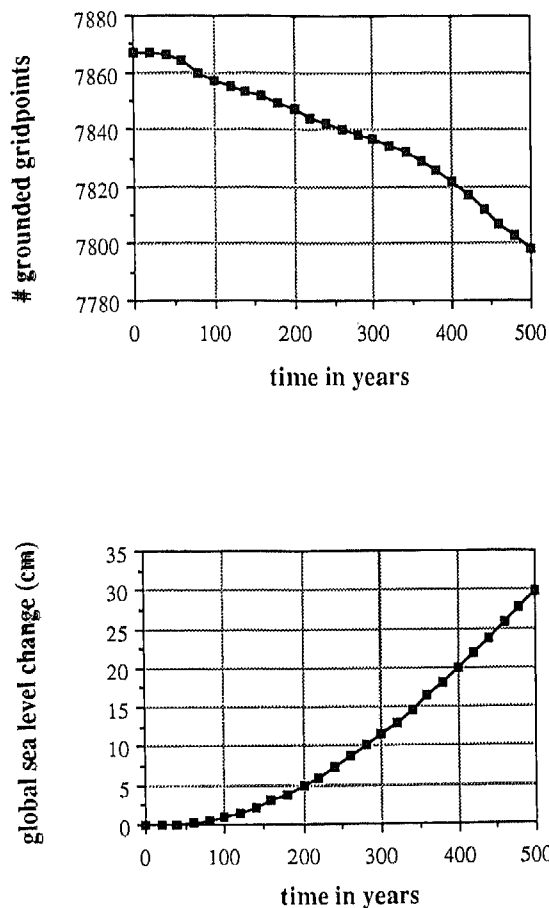 7880
7860
7840
7820
7800
7780
# grounded gridpoints
0 100 200 300 400 500
time in years
35
30
25
20
15
10
5
0
global sea level change (cm)
0 100 200 300 400 500
time in years